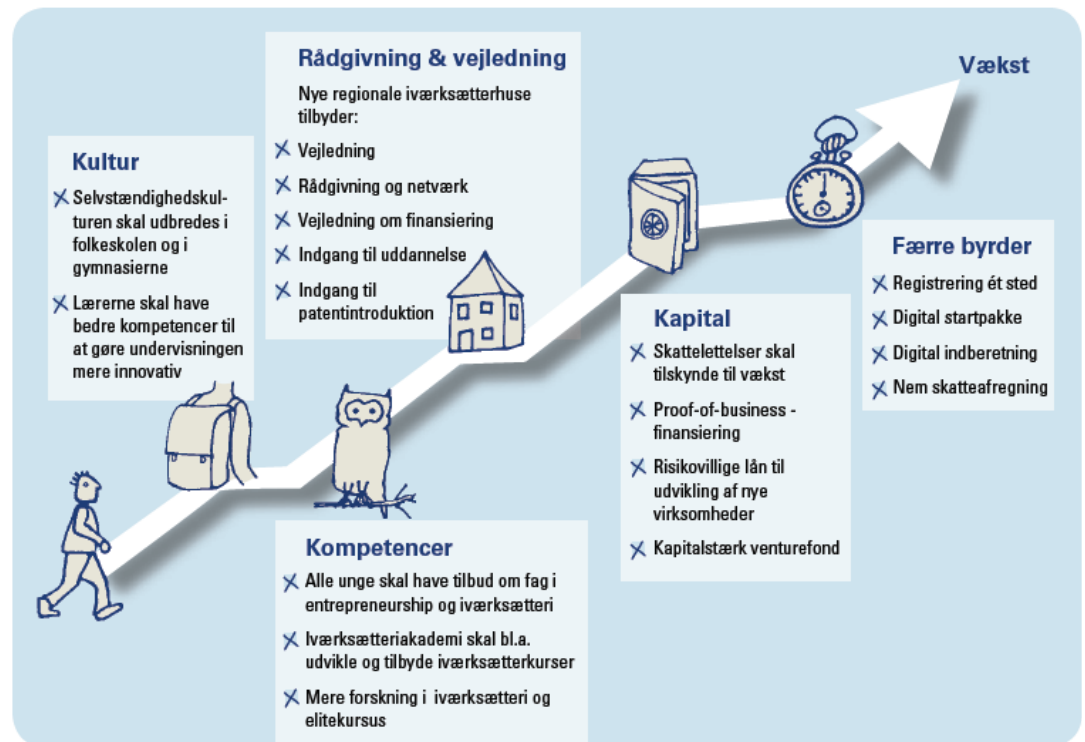 Kultur
Selvstændighedskul-
turen skal udbredes i
folkeskolen og i
gymnasierne
Lærerne skal have
bedre kompetencer til
at gøre undervisningen
mere innovativ
Rådgivning & vejledning
Nye regionale iværksætterhuse
tilbyder:
Vejledning
Rådgivning og netværk
Vejledning om finansiering
Indgang til uddannelse
Indgang til
patentintroduktion
Kompetencer
Alle unge skal have tilbud om fag i
entrepreneurship og iværksætteri
Iværksætteriakademi skal bl.a.
udvikle og tilbyde iværksætterkurser
Mere forskning i iværksætteri og
elitekursus
Kapital
Skattelettelser skal
tilskynde til vækst
Proof-of-business -
finansiering
Risikovillige lån til
udvikling af nye
virksomheder
Kapitalstærk venturefond
Færre byrder
Registrering ét sted
Digital startpakke
Digital indberetning
Nem skatteafregning
Vækst